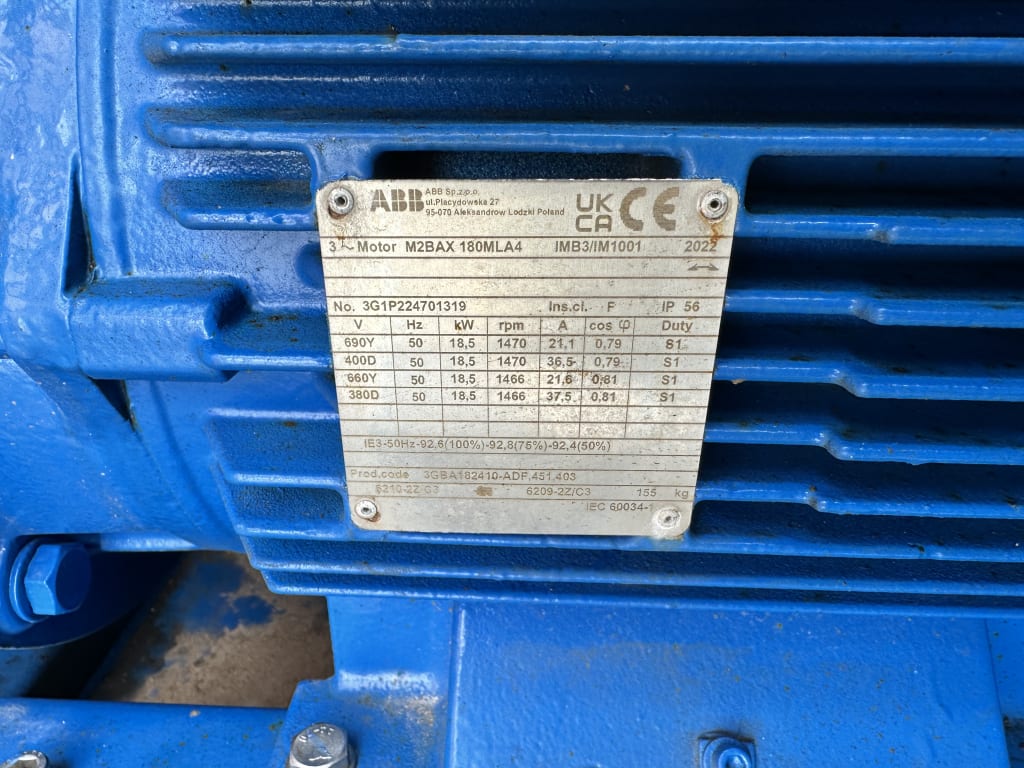 ABB
ABB Sp.z.o.o.
ul.Placydowska 27
95-070 Aleksandrow Lodzki Poland
UK
CA CE
3 ~ Motor M2BAX 180MLA4 IMB3/IM1001 2022
No. 3G1P224701319 Ins.cl. F IP 56
V Hz kW rpm A cos φ Duty
690Y 50 18,5 1470 21,1 0,79 S1
400D 50 18,5 1470 36,5 0,79 S1
660Y 50 18,5 1466 21,6 0,81 S1
380D 50 18,5 1466 37,5 0,81 S1
IE3-50Hz-92,6(100%)-92,8(75%)-92,4(50%)
Prod.code 3GBA182410-ADF,451,403
6210-2Z/C3 6209-2Z/C3 155 kg
IEC 60034-1